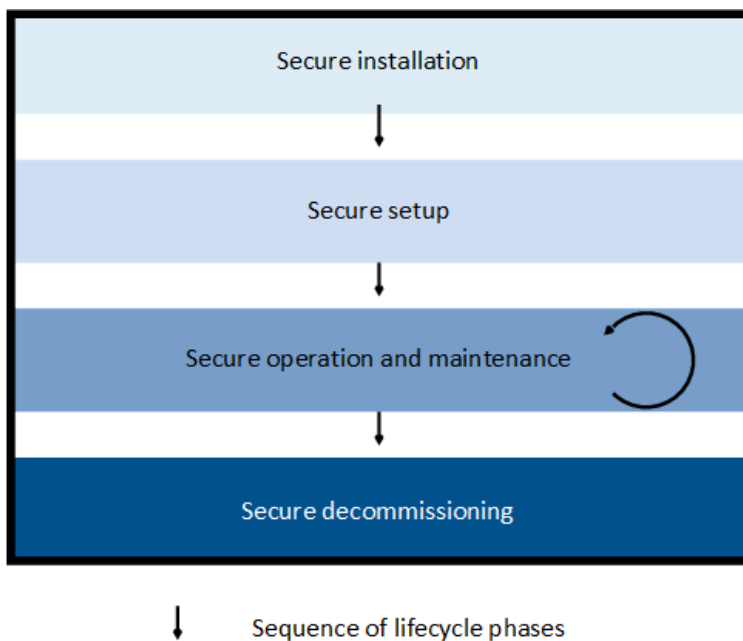 Secure installation
Secure setup
Secure operation and maintenance
Secure decommissioning
Sequence of lifecycle phases